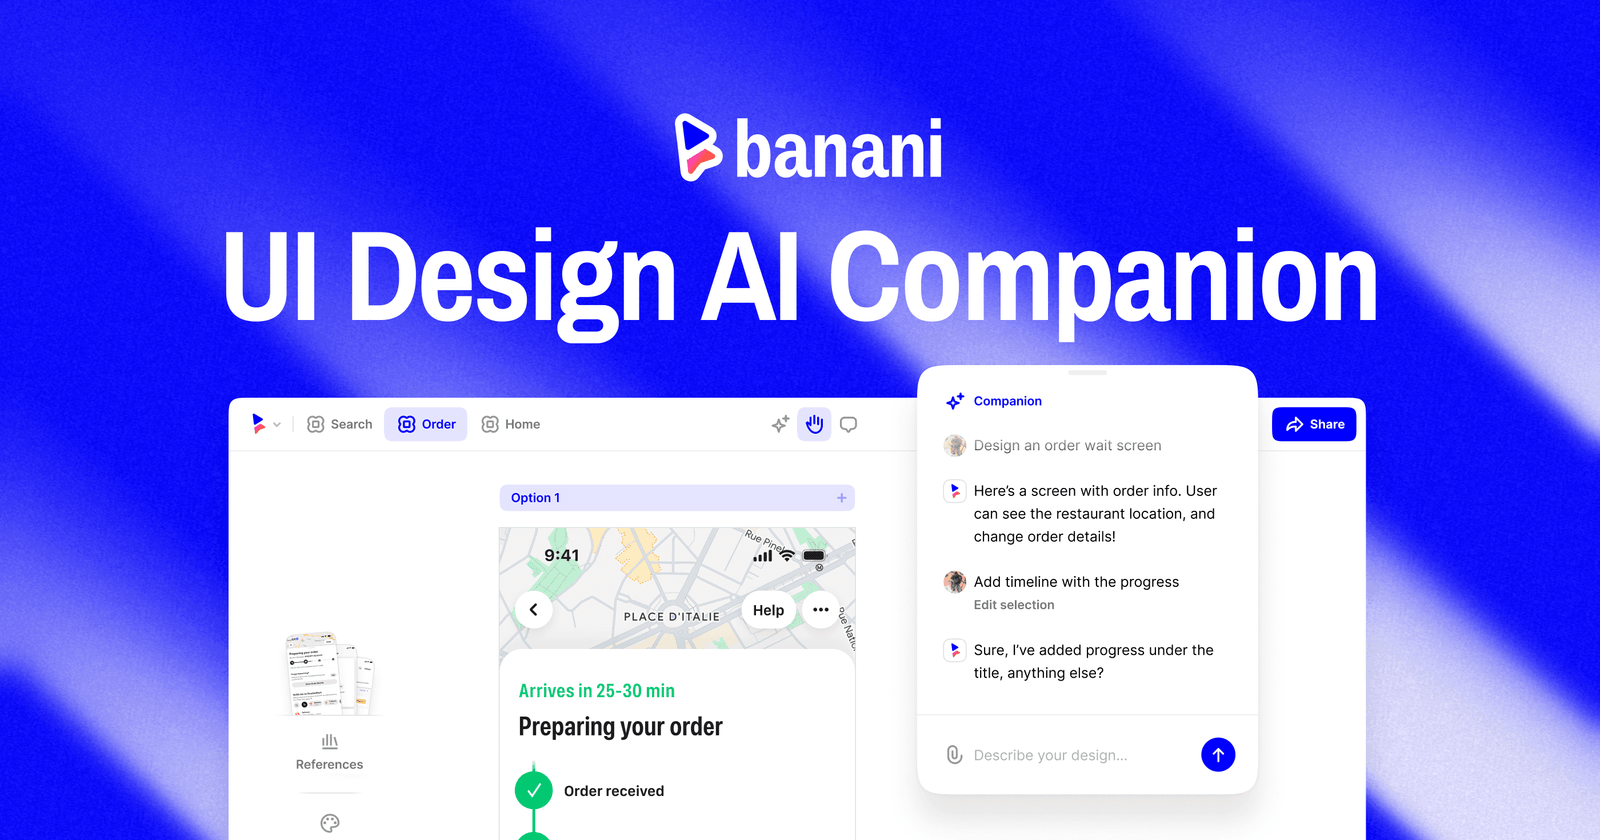 banani
UI Design AI Companion
Search
Order
Home
Share
Option 1
9:41
Rue Pinel
PLACE D'ITALIE
Help
Arrives in 25-30 min
Preparing your order
Order received
References
Companion
Design an order wait screen
Here’s a screen with order info. User
can see the restaurant location, and
change order details!
Add timeline with the progress
Edit selection
Sure, I’ve added progress under the
title, anything else?
Describe your design...